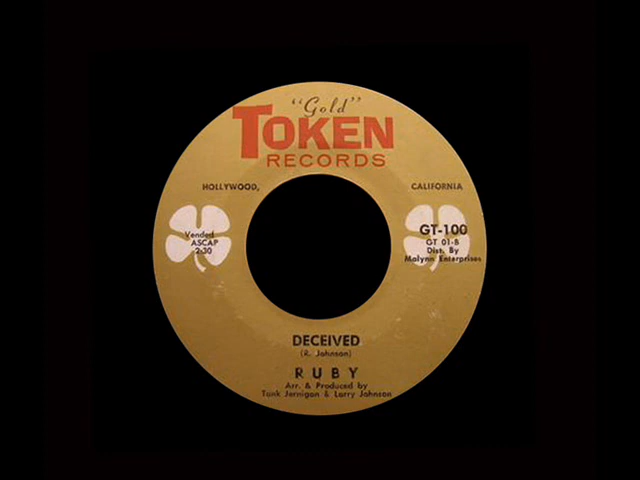 "Gold"
TOKEN
RECORDS
HOLLYWOOD, CALIFORNIA
Vended
ASCAP
2:30
GT-100
GT 01-B
Dist. By
Malynn Enterprises
DECEIVED
(R. Johnson)
RUBY
Arr. & Produced by
Tank Jernigan & Larry Johnson